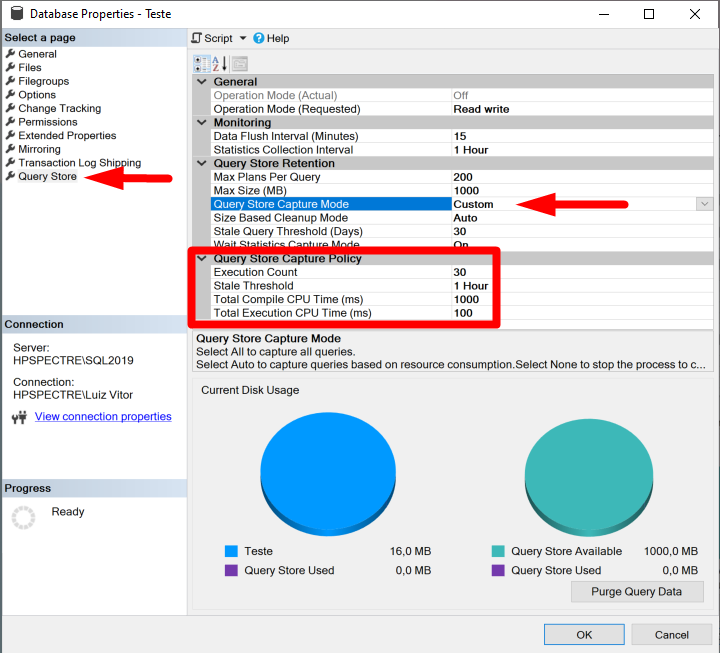 Database Properties - Teste
Select a page
General
Files
Filegroups
Options
Change Tracking
Permissions
Extended Properties
Mirroring
Transaction Log Shipping
Query Store
Connection
Server:
HPSPECTRE\SQL2019
Connection:
HPSPECTRE\Luiz Vitor
View connection properties
Progress
Ready
Script Help
General
Operation Mode (Actual) Off
Operation Mode (Requested) Read write
Monitoring
Data Flush Interval (Minutes) 15
Statistics Collection Interval 1 Hour
Query Store Retention
Max Plans Per Query 200
Max Size (MB) 1000
Query Store Capture Mode Custom
Size Based Cleanup Mode Auto
Stale Query Threshold (Days) 30
Wait Statistics Capture Mode On
Query Store Capture Policy
Execution Count 30
Stale Threshold 1 Hour
Total Compile CPU Time (ms) 1000
Total Execution CPU Time (ms) 100
Query Store Capture Mode
Select All to capture all queries.
Select Auto to capture queries based on resource consumption.Select None to stop the process to c...
Current Disk Usage
Teste 16,0 MB
Query Store Used 0,0 MB
Query Store Available 1000,0 MB
Query Store Used 0,0 MB
Purge Query Data
OK Cancel